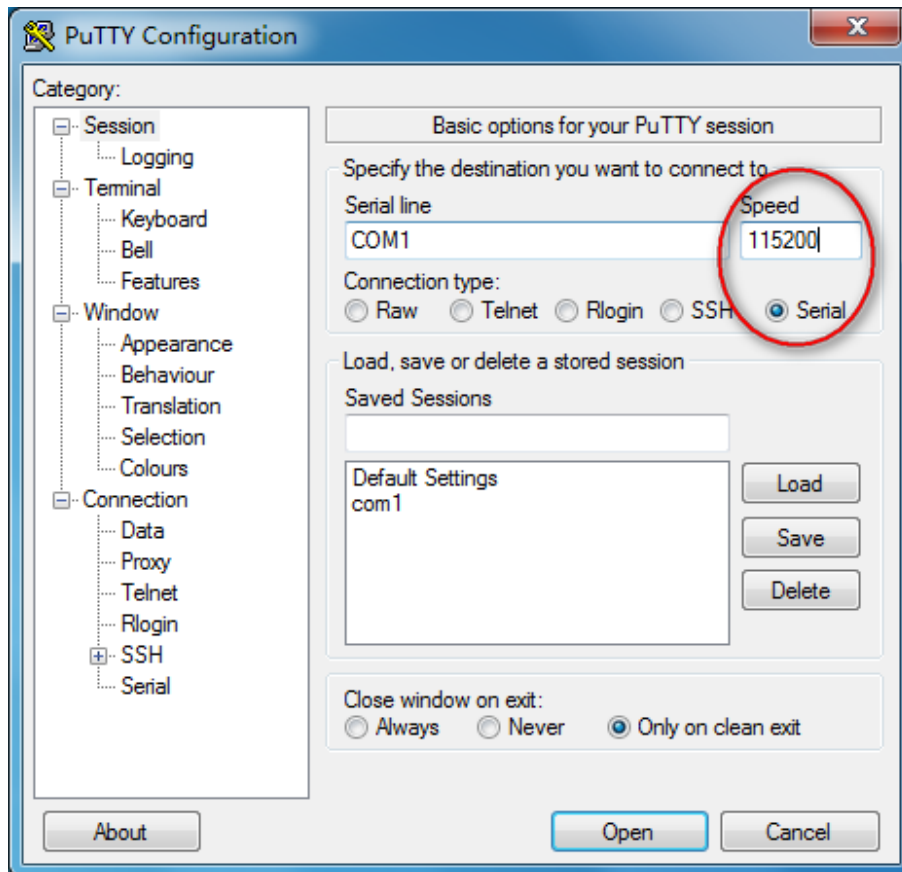 PuTTY Configuration
Category:
Session
Logging
Terminal
Keyboard
Bell
Features
Window
Appearance
Behaviour
Translation
Selection
Colours
Connection
Data
Proxy
Telnet
Rlogin
SSH
Serial
Basic options for your PuTTY session
Specify the destination you want to connect to
Serial line Speed
COM1 115200
Connection type:
Raw Telnet Rlogin SSH Serial
Load, save or delete a stored session
Saved Sessions
Default Settings
com1
Load
Save
Delete
Close window on exit:
Always Never Only on clean exit
About Open Cancel